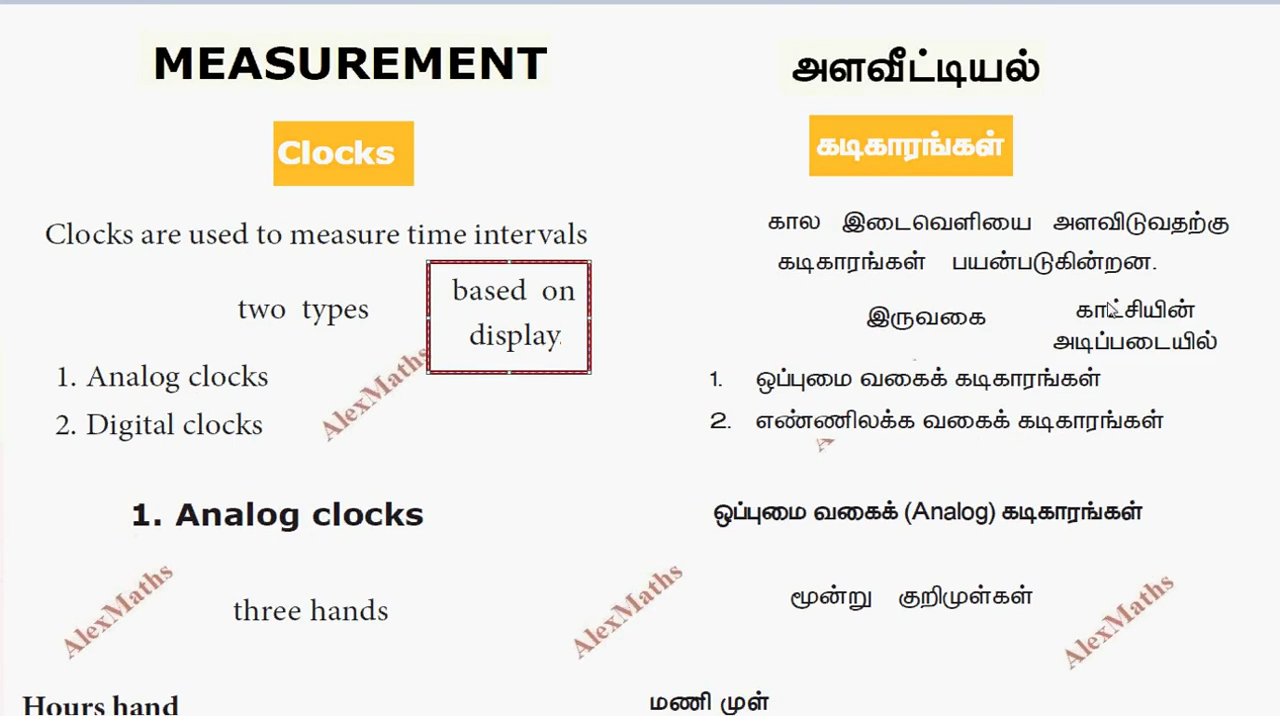 MEASUREMENT
Clocks
Clocks are used to measure time intervals
two types
based on
display.
1. Analog clocks
2. Digital clocks
AlexMaths
1. Analog clocks
AlexMaths
three hands
Hours hand
அளவீட்டியல்
கடிகாரங்கள்
கால இடைவெளியை அளவிடுவதற்கு
கடிகாரங்கள் பயன்படுகின்றன.
இருவகை
காட்சியின்
அடிப்படையில்
1. ஒப்புமை வகைக் கடிகாரங்கள்
2. எண்ணிலக்க வகைக் கடிகாரங்கள்
ஒப்புமை வகைக் (Analog) கடிகாரங்கள்
AlexMaths
மூன்று குறிமுள்கள்
AlexMaths
மணி முள்